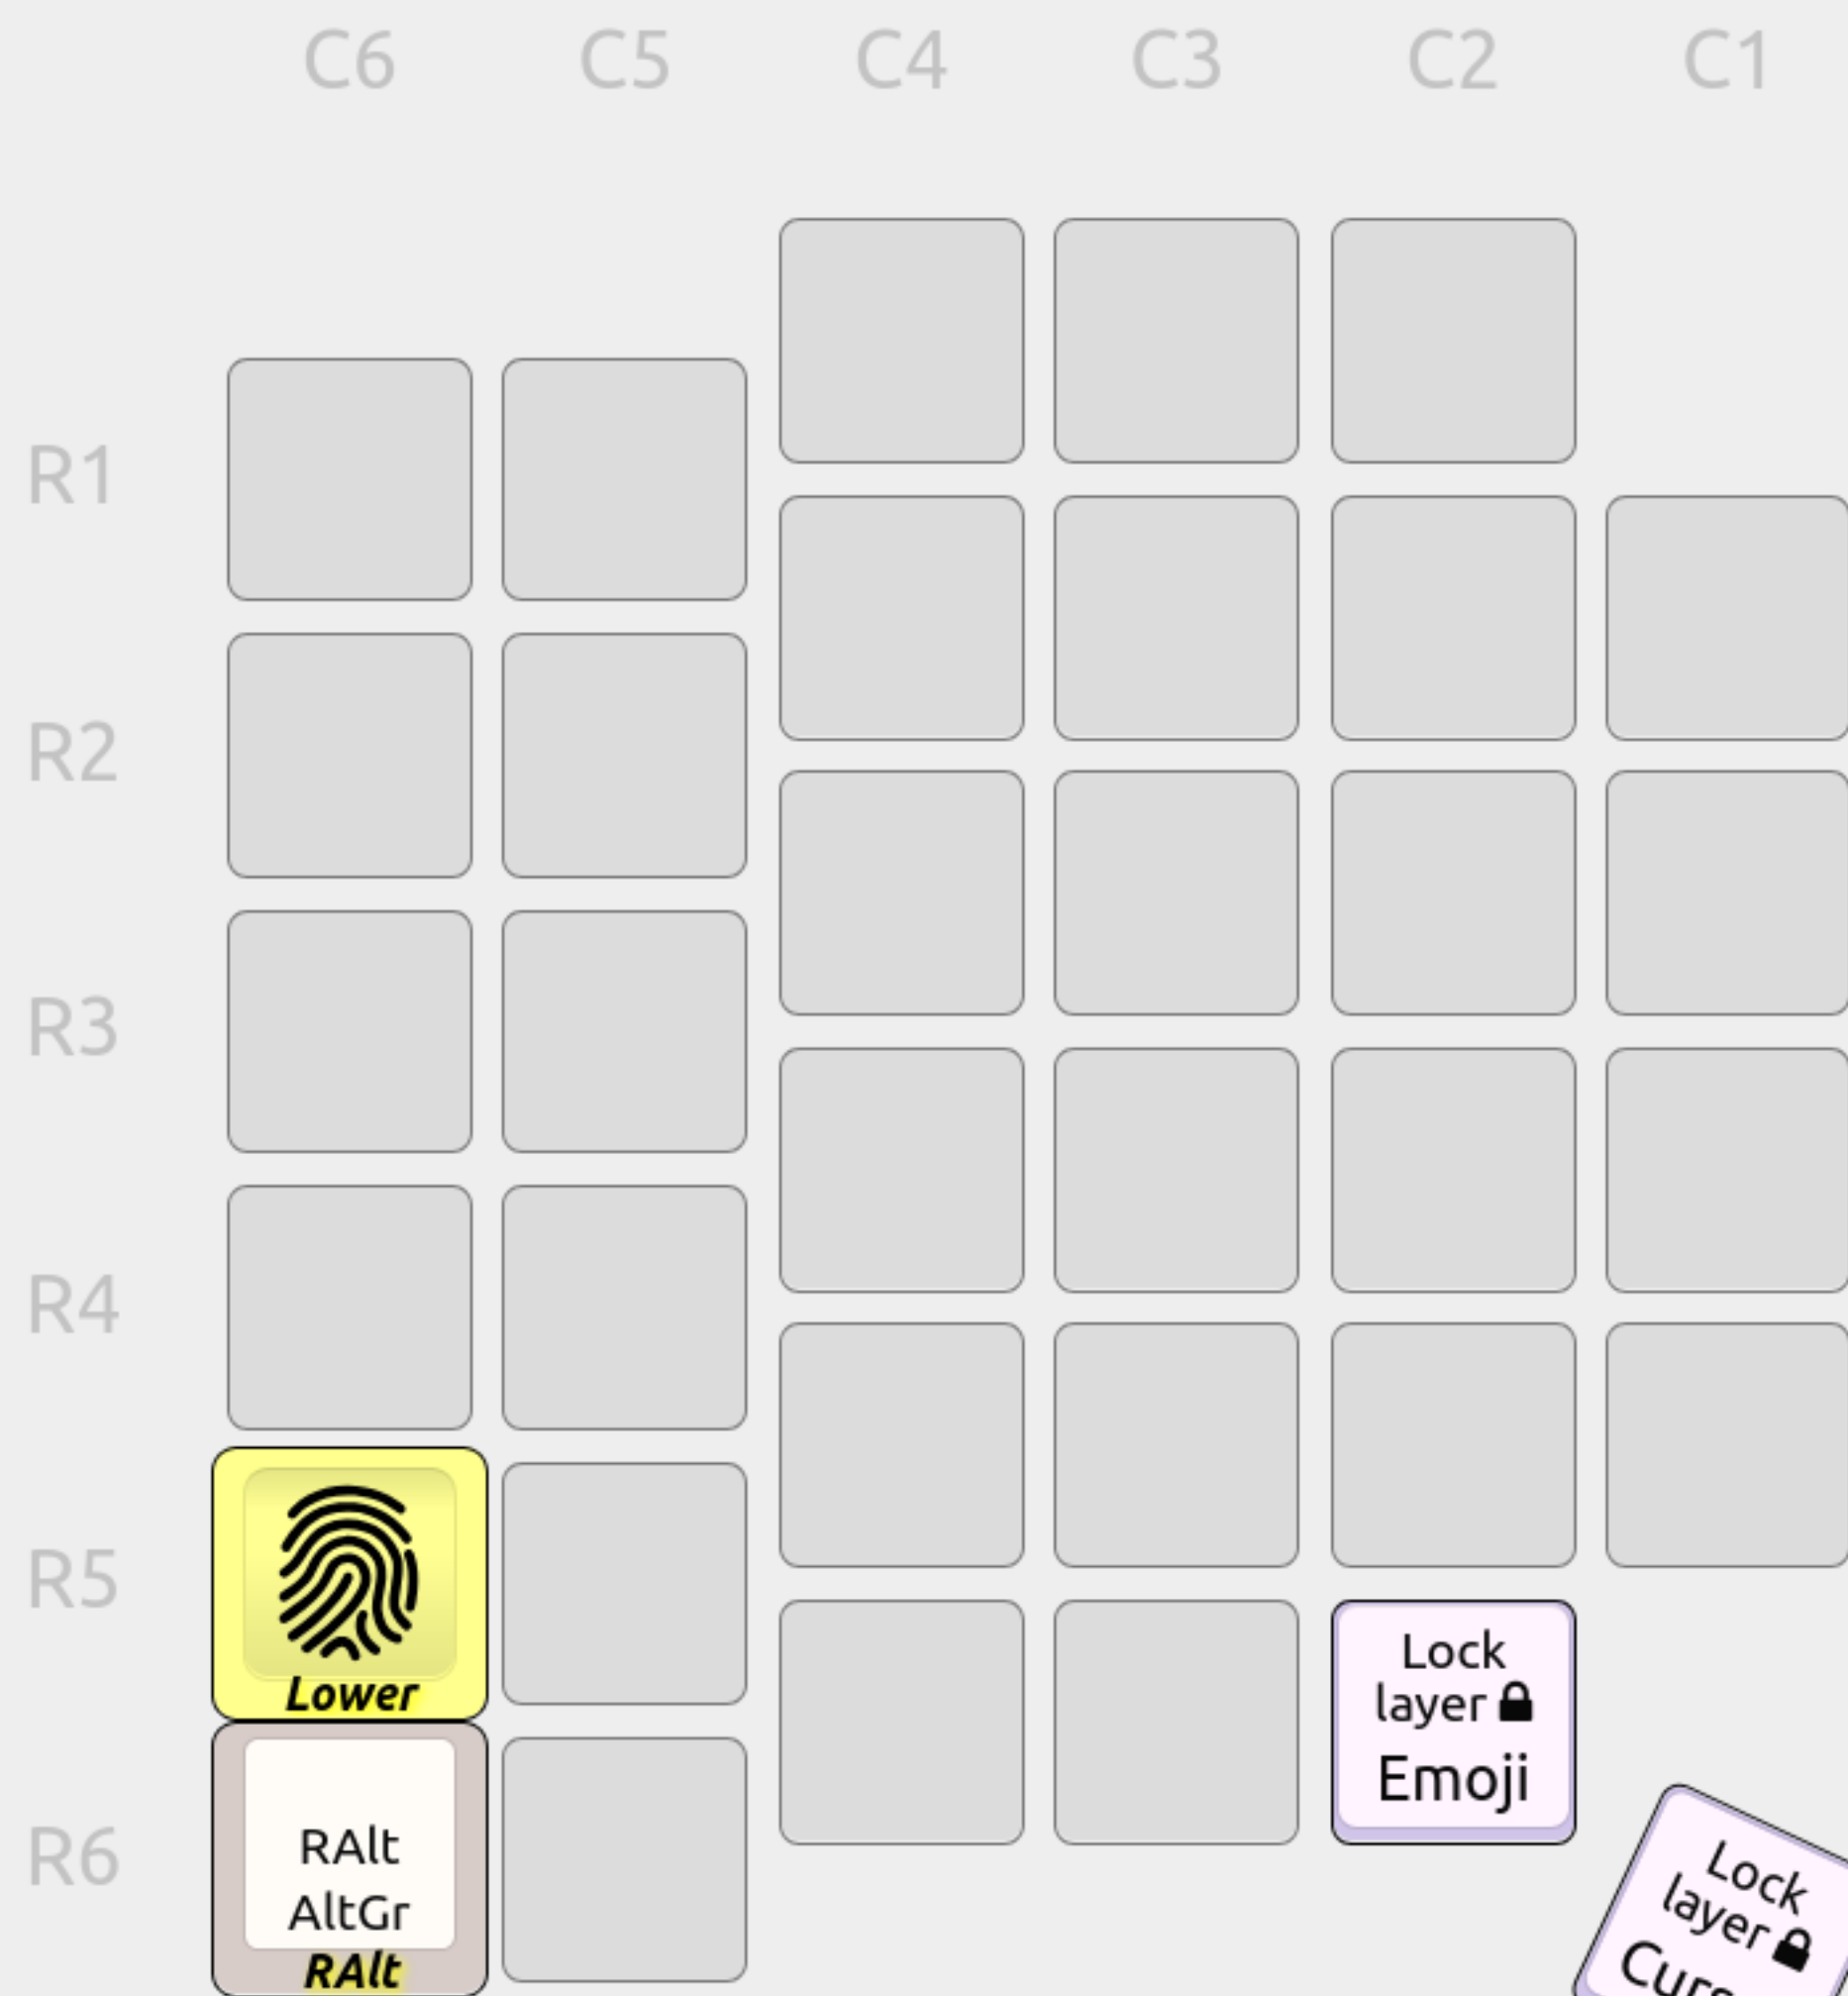 C6 C5 C4 C3 C2 C1
R1
R2
R3
R4
R5
Lower
Lock
layer
Emoji
R6
RAlt
AltGr
RAlt
Lock
layer